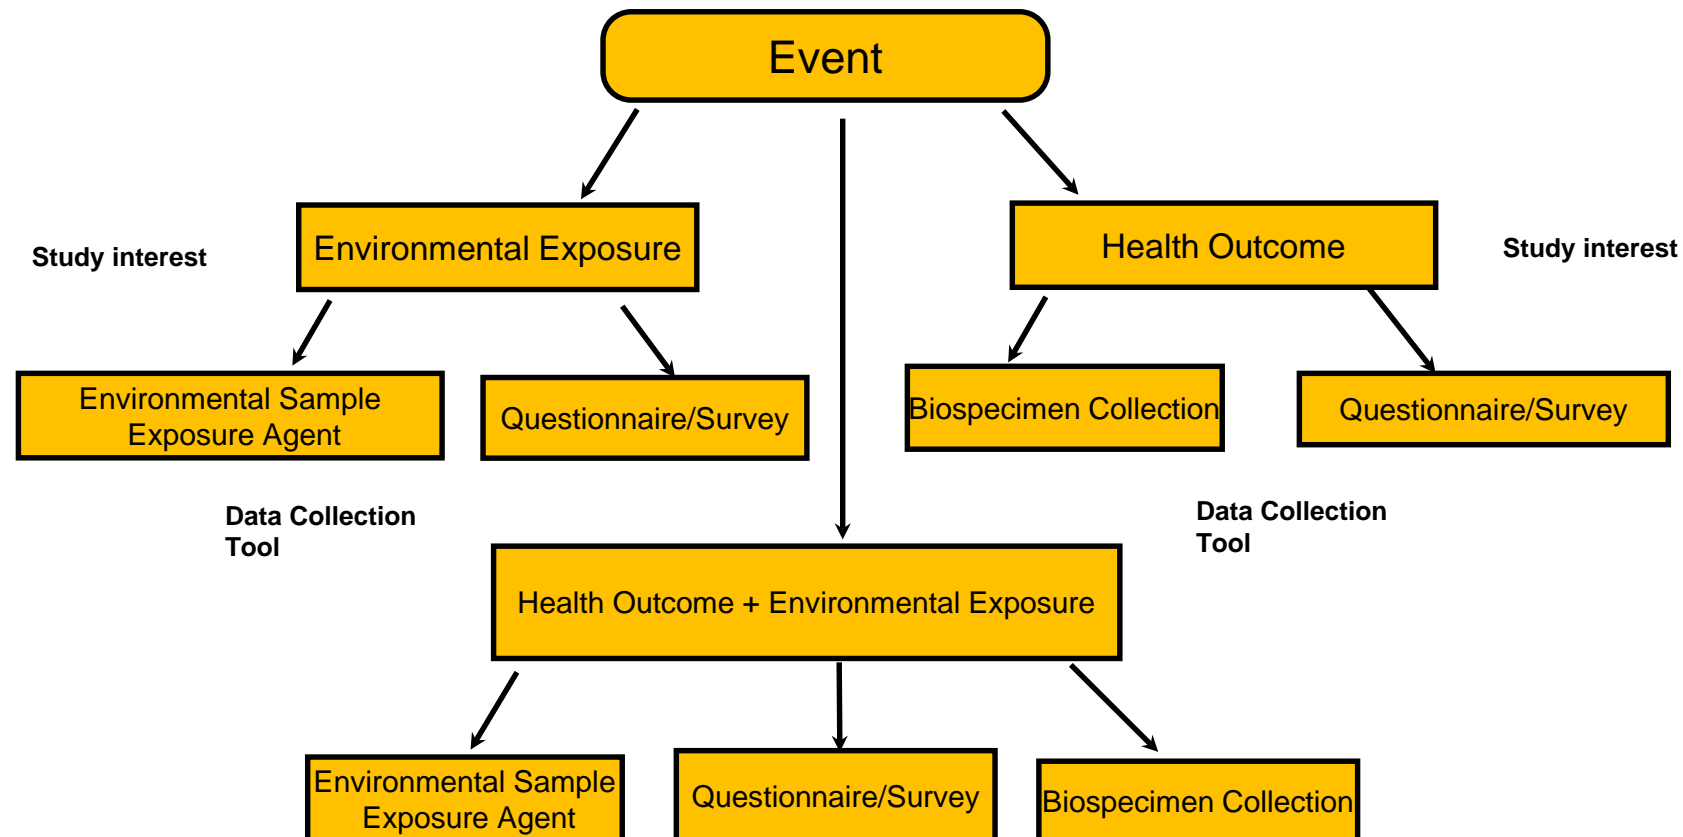 Event
Study interest
Environmental Exposure
Health Outcome
Study interest
Environmental Sample
Exposure Agent
Questionnaire/Survey
Biospecimen Collection
Questionnaire/Survey
Data Collection
Tool
Data Collection
Tool
Health Outcome + Environmental Exposure
Environmental Sample
Exposure Agent
Questionnaire/Survey
Biospecimen Collection